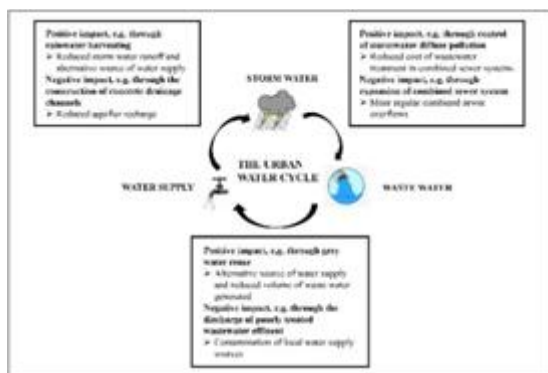 Positive impact, e.g. through
rainwater harvesting
➤ Reduced storm water runoff and
alternative source of water supply
Negative impact, e.g. through the
construction of concrete drainage
channels
➤ Reduced aquifer recharge
Positive impact, e.g. through control
of stormwater diffuse pollution
➤ Reduced cost of wastewater
treatment in combined sewer systems
Negative impact, e.g. through
expansion of combined sewer system
➤ More regular combined sewer
overflows
STORM WATER
THE URBAN
WATER CYCLE
WATER SUPPLY
WASTE WATER
Positive impact, e.g. through grey
water reuse
➤ Alternative source of water supply
and reduced volume of waste water
generated
Negative impact, e.g. through the
discharge of poorly treated
wastewater effluent
➤ Contamination of local water supply
sources